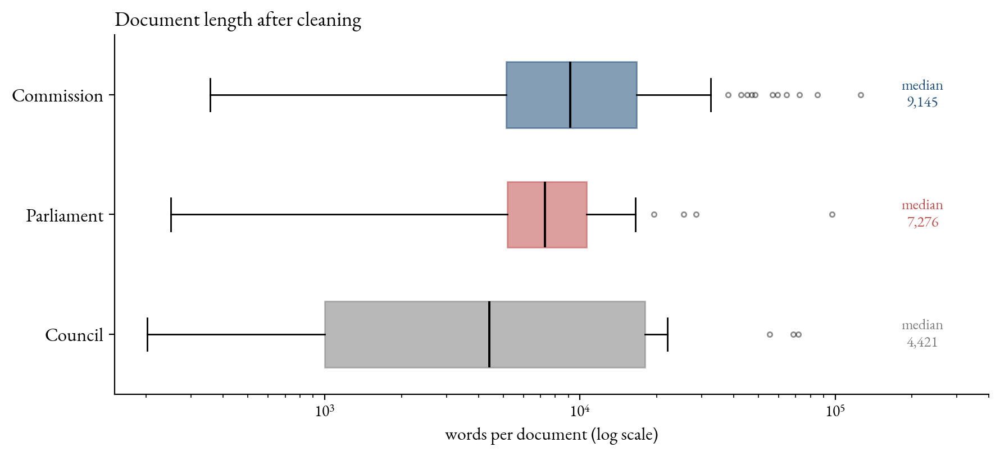 Document length after cleaning
Commission
median
9,145
Parliament
median
7,276
Council
median
4,421
10³
10⁴
10⁵
words per document (log scale)